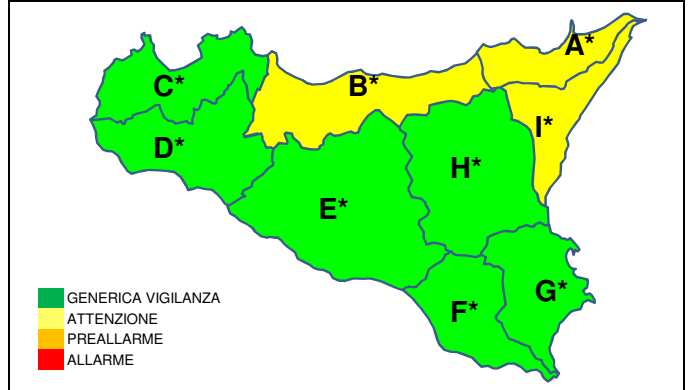 A*
B*
C*
I*
D*
H*
E*
G*
F*
GENERICA VIGILANZA
ATTENZIONE
PREALLARME
ALLARME